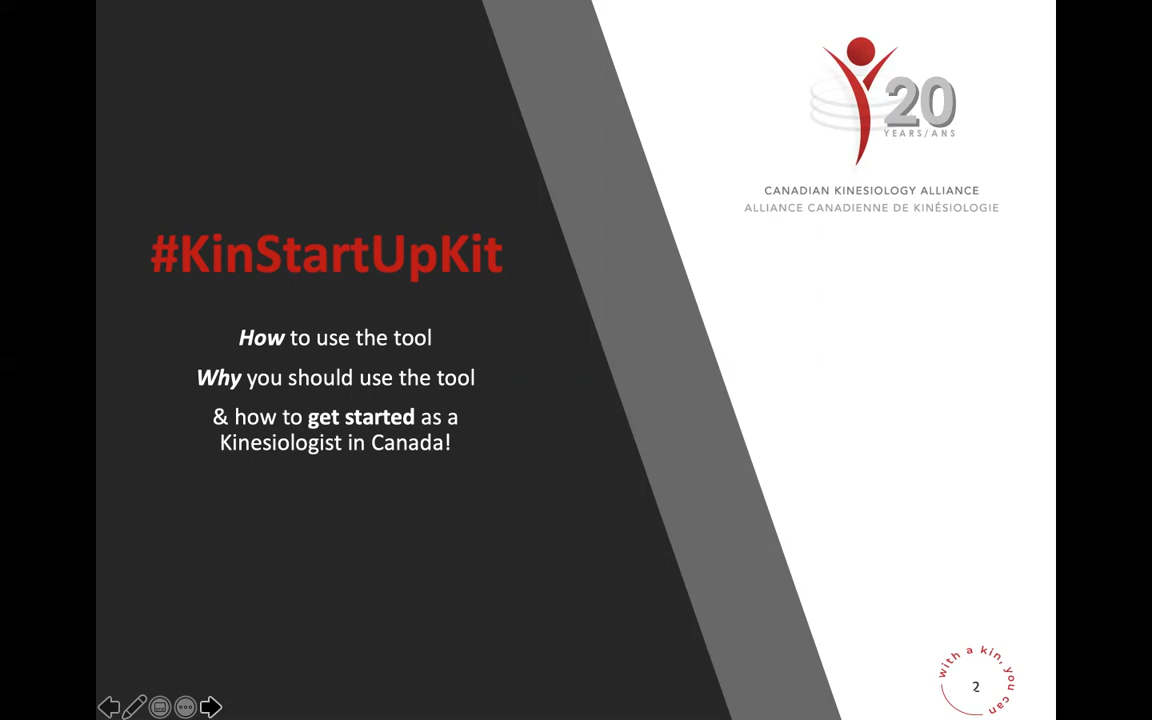 20
YEARS/ANS
CANADIAN KINESIOLOGY ALLIANCE
ALLIANCE CANADIENNE DE KINÉSIOLOGIE
#KinStartUpKit
How to use the tool
Why you should use the tool
& how to get started as a
Kinesiologist in Canada!
with a kin, you can
2